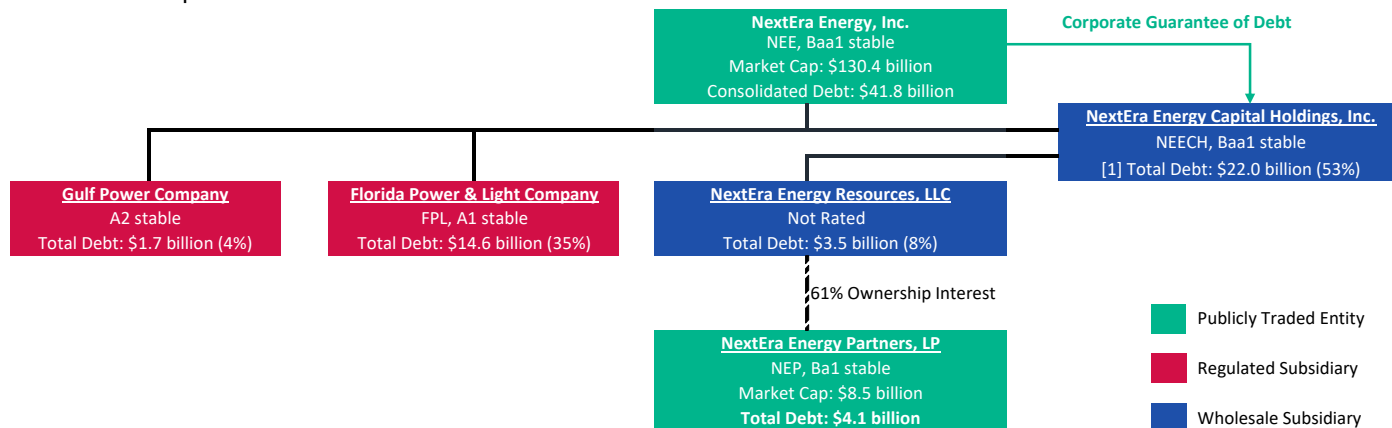 NextEra Energy, Inc.
NEE, Baa1 stable
Market Cap: $130.4 billion
Consolidated Debt: $41.8 billion
Corporate Guarantee of Debt
NextEra Energy Capital Holdings, Inc.
NEECH, Baa1 stable
[1] Total Debt: $22.0 billion (53%)
Gulf Power Company
A2 stable
Total Debt: $1.7 billion (4%)
Florida Power & Light Company
FPL, A1 stable
Total Debt: $14.6 billion (35%)
NextEra Energy Resources, LLC
Not Rated
Total Debt: $3.5 billion (8%)
61% Ownership Interest
NextEra Energy Partners, LP
NEP, Ba1 stable
Market Cap: $8.5 billion
Total Debt: $4.1 billion
Publicly Traded Entity
Regulated Subsidiary
Wholesale Subsidiary